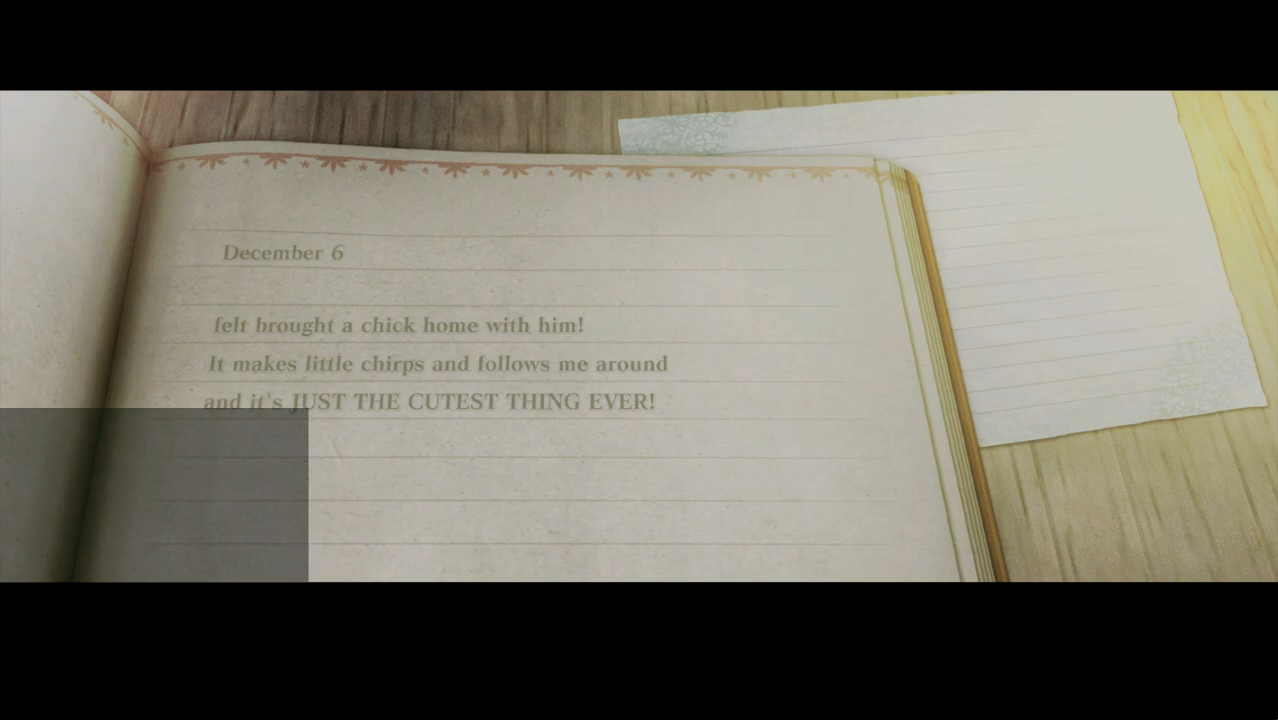 December 6
felt brought a chick home with him!
It makes little chirps and follows me around
and it's JUST THE CUTEST THING EVER!